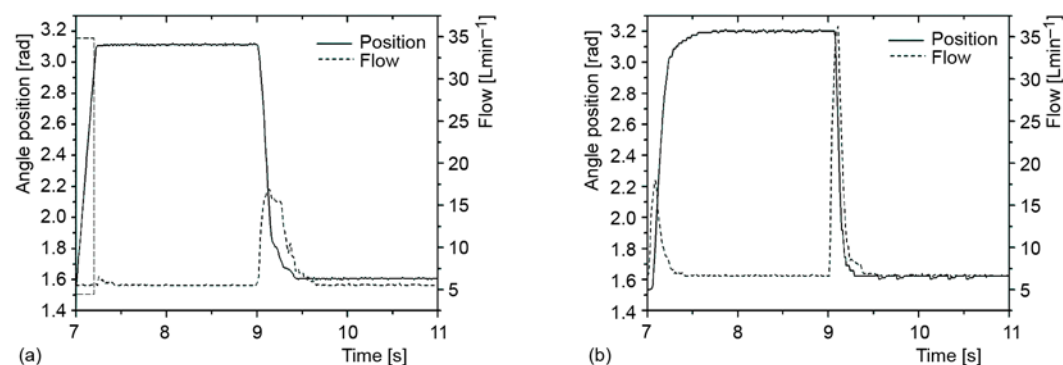 3.2
3.0
2.8
2.6
2.4
2.2
2.0
1.8
1.6
1.4
Angle position [rad]
Position
Flow
35
30
25
20
15
10
5
Flow [Lmin⁻¹]
7 8 9 10 11
(a)
Time [s]
3.2
3.0
2.8
2.6
2.4
2.2
2.0
1.8
1.6
1.4
Angle position [rad]
Position
Flow
35
30
25
20
15
10
5
Flow [Lmin⁻¹]
7 8 9 10 11
(b)
Time [s]